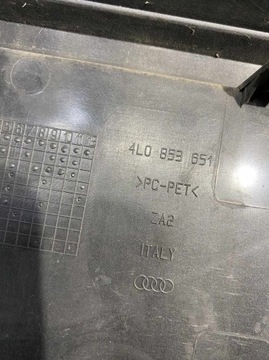 4L0 853 651
>PC-PET<
ZA2
ITALY